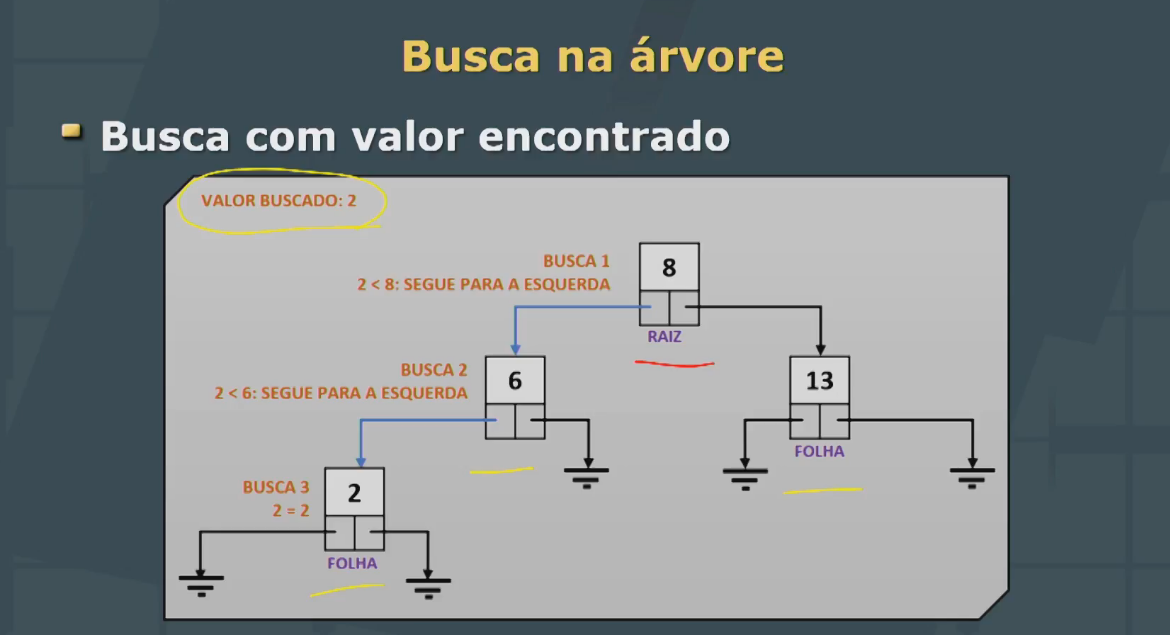 Busca na árvore
Busca com valor encontrado
VALOR BUSCADO: 2
BUSCA 1
2 < 8: SEGUE PARA A ESQUERDA
8
RAIZ
BUSCA 2
2 < 6: SEGUE PARA A ESQUERDA
6
13
FOLHA
BUSCA 3
2 = 2
2
FOLHA